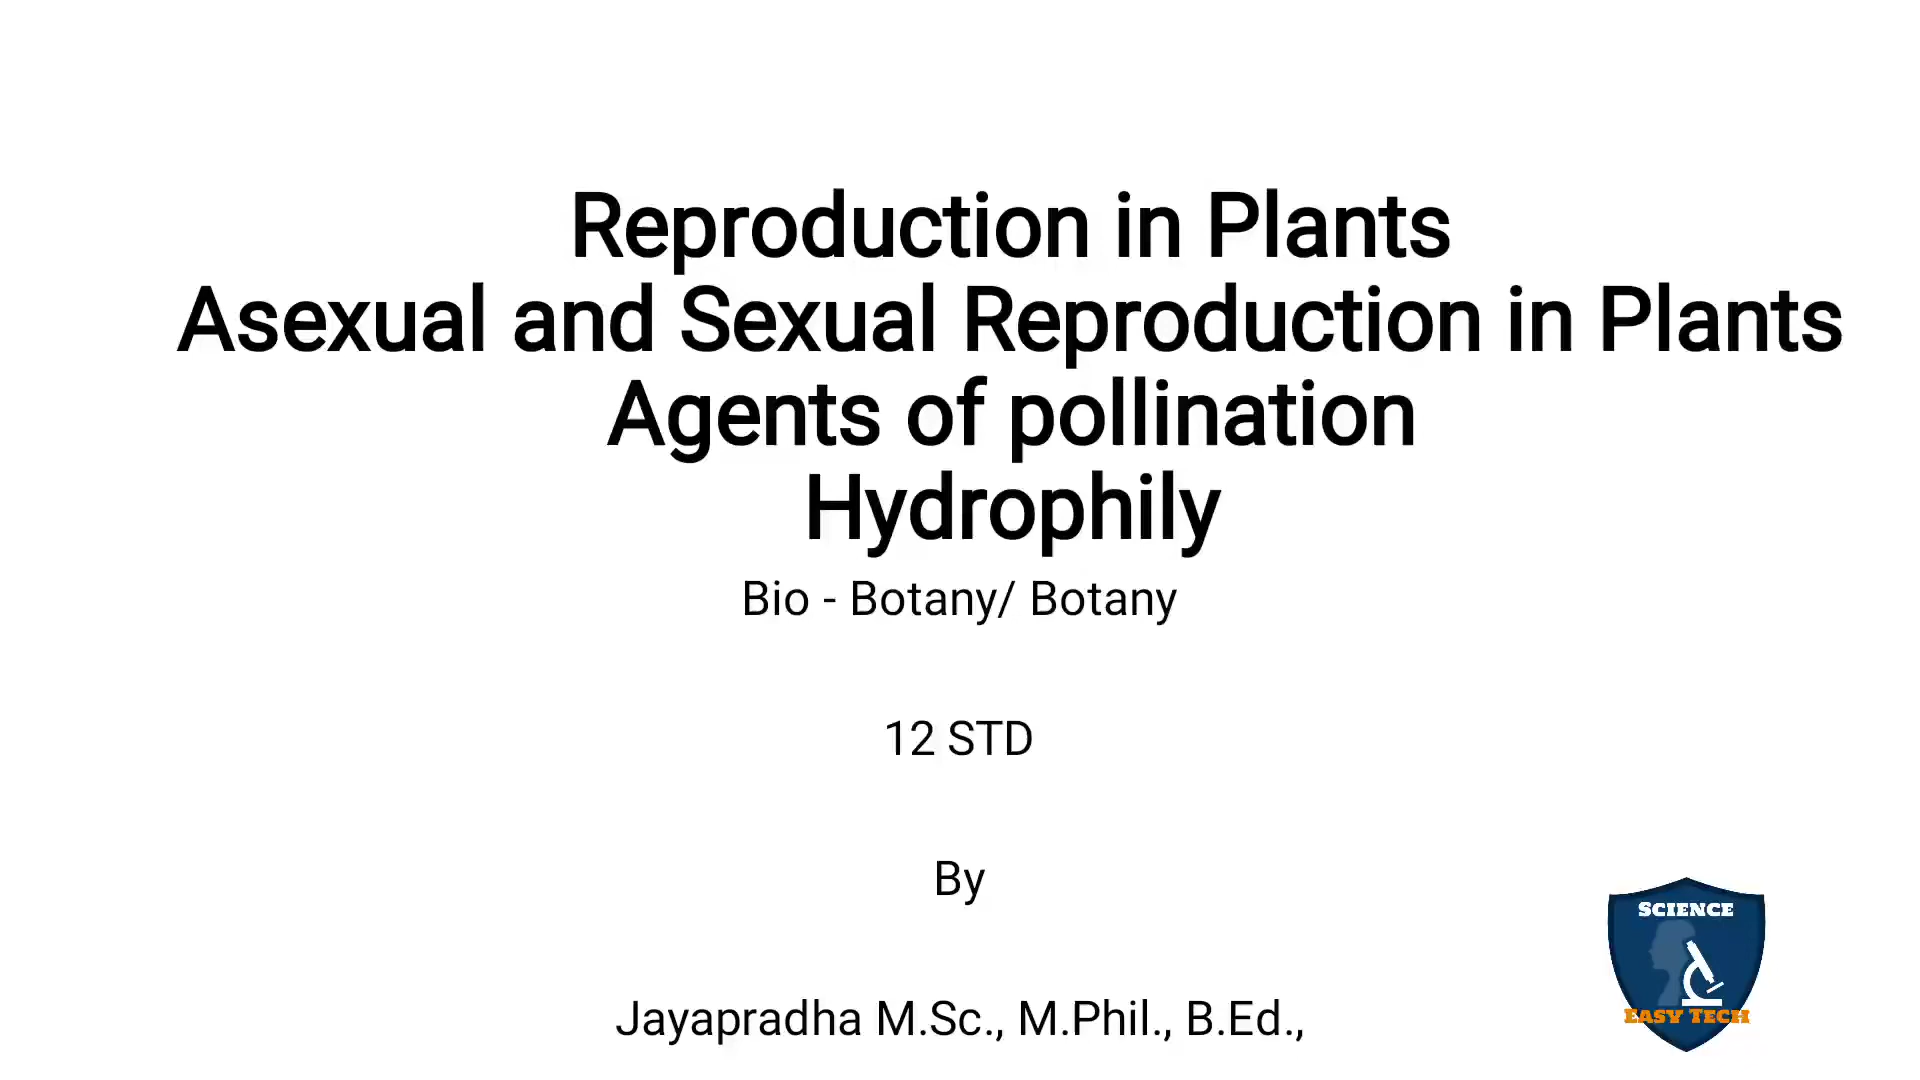 Reproduction in Plants
Asexual and Sexual Reproduction in Plants
Agents of pollination
Hydrophily
Bio - Botany/ Botany
12 STD
By
Jayapradha M.Sc., M.Phil., B.Ed.,
SCIENCE
EASY TECH